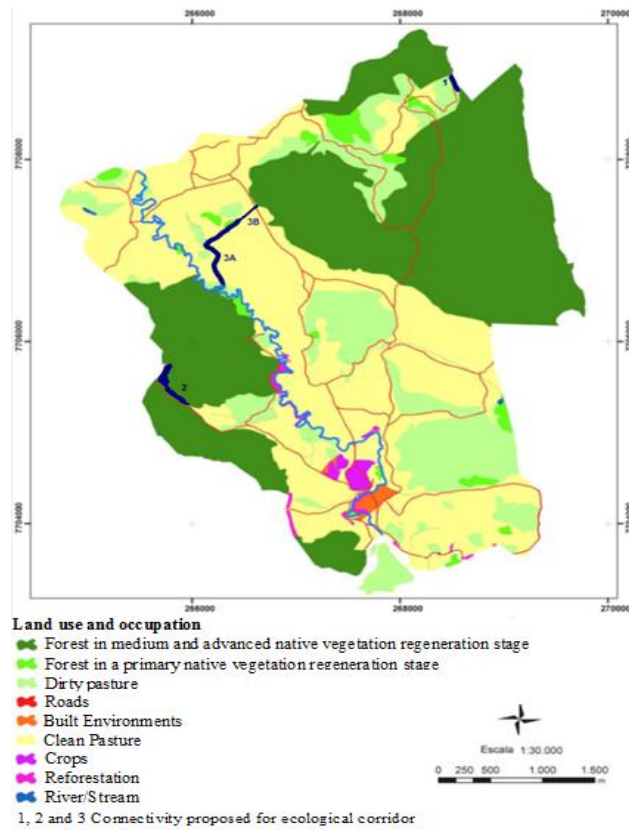 266000 268000 270000
7708000 7708000
7706000 7706000
7704000 7704000
1
3B
3A
2
266000 268000 270000
Land use and occupation
Forest in medium and advanced native vegetation regeneration stage
Forest in a primary native vegetation regeneration stage
Dirty pasture
Roads
Built Environments
Clean Pasture
Crops
Reforestation
River/Stream
1, 2 and 3 Connectivity proposed for ecological corridor
Escala 1:30.000
0 250 500 1.000 1.500
m